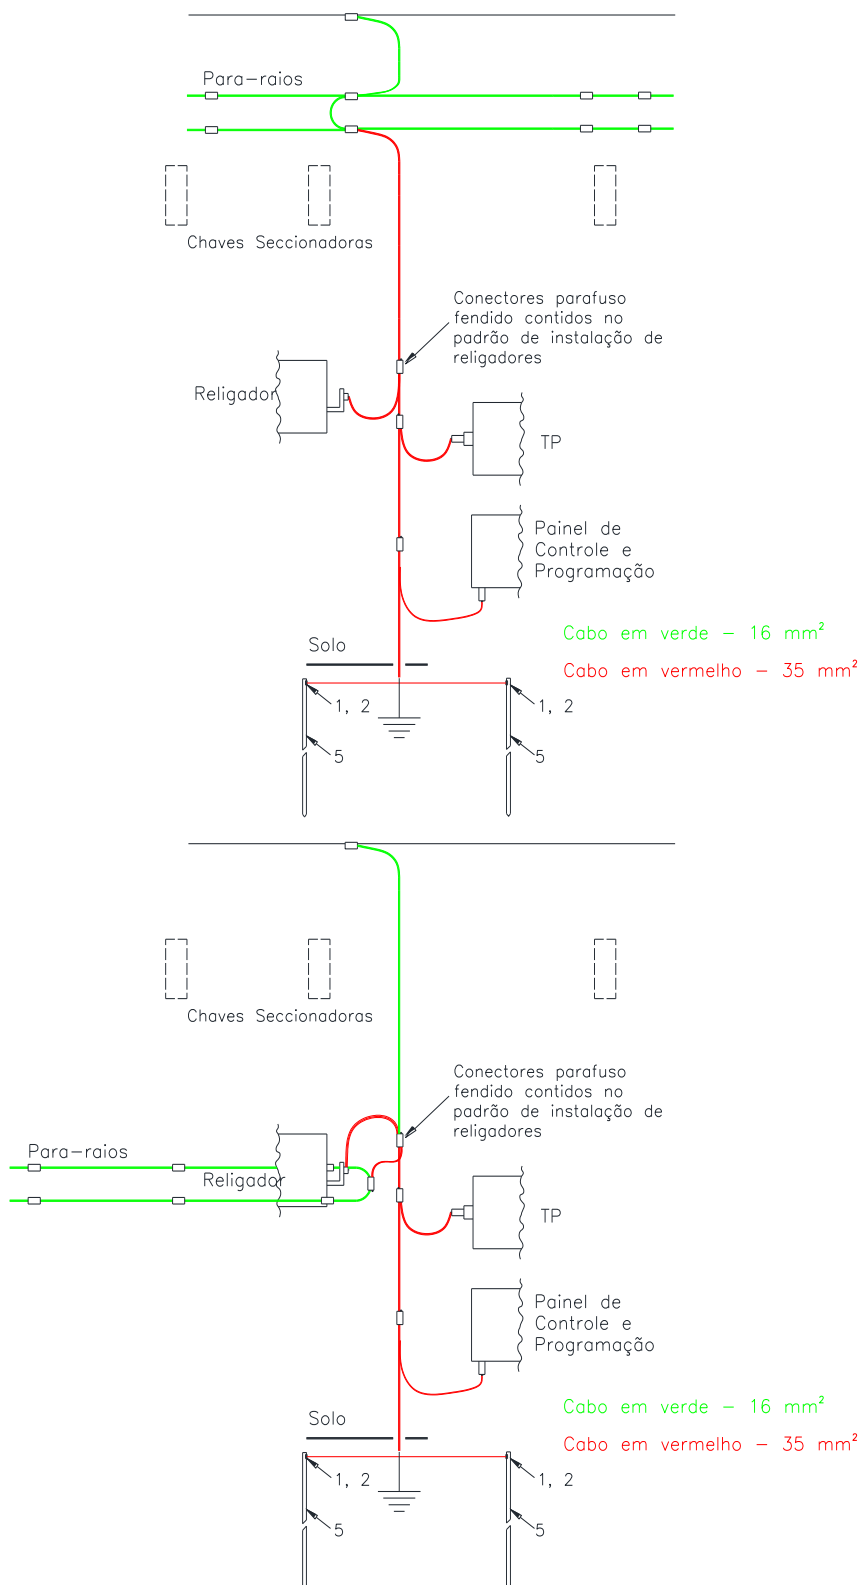 Para-raios
Chaves Seccionadoras
Conectores parafuso
fendido contidos no
padrão de instalação de
religadores
Religador
TP
Painel de
Controle e
Programação
Cabo em verde - 16 mm²
Solo
Cabo em vermelho - 35 mm²
1, 2
1, 2
5
5
Chaves Seccionadoras
Conectores parafuso
fendido contidos no
padrão de instalação de
religadores
Para-raios
Religador
TP
Painel de
Controle e
Programação
Cabo em verde - 16 mm²
Solo
Cabo em vermelho - 35 mm²
1, 2
1, 2
5
5